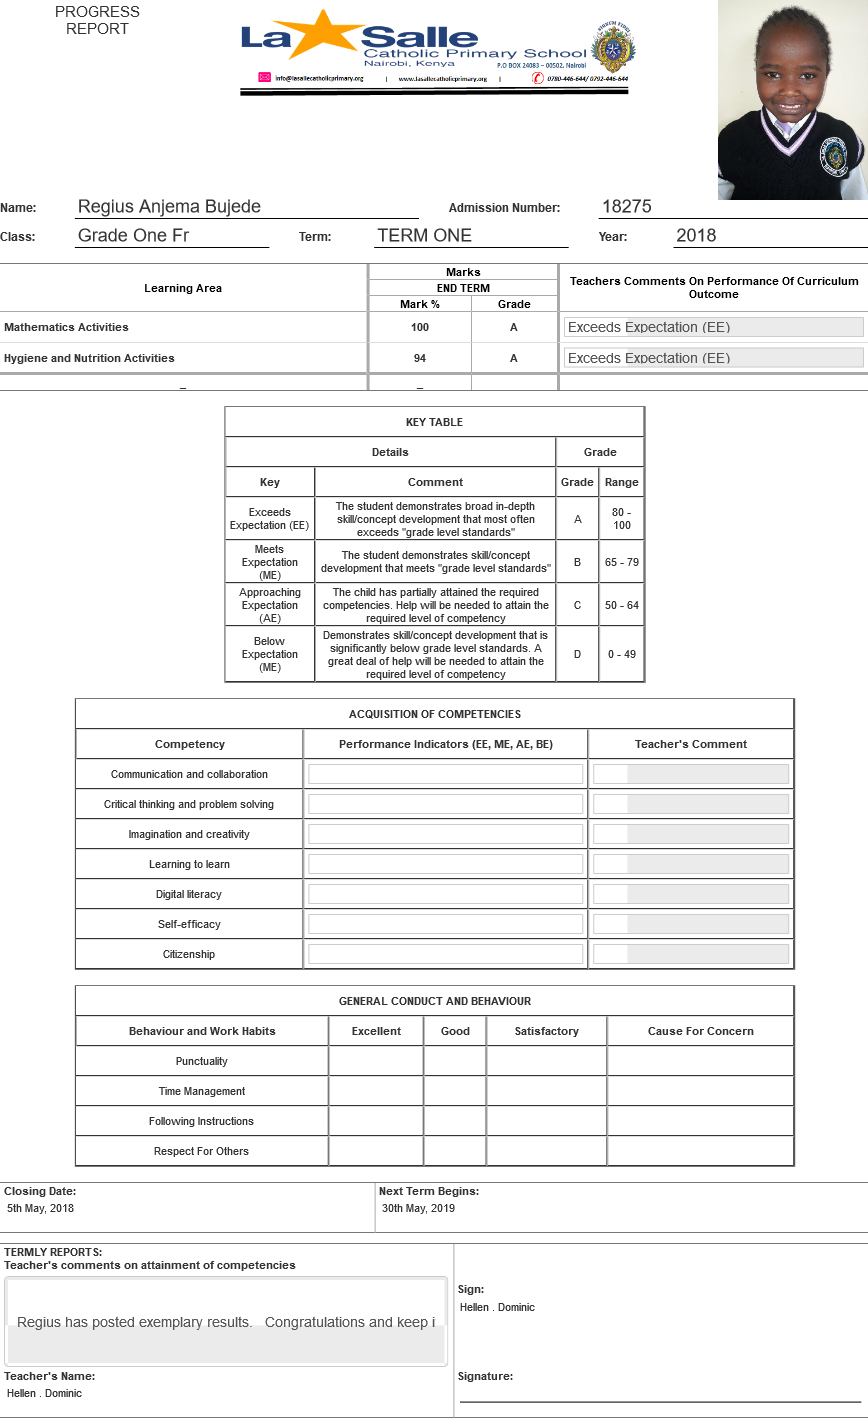 PROGRESS
REPORT
La Salle
Catholic Primary School
Nairobi, Kenya
P.O BOX 24083 – 00502, Nairobi
info@lasallecatholicprimary.org | www.lasallecatholicprimary.org | 0780-446-644/ 0792-446-644
Name: Regius Anjema Bujede Admission Number: 18275
Class: Grade One Fr Term: TERM ONE Year: 2018
Learning Area Marks Teachers Comments On Performance Of Curriculum Outcome
END TERM
Mark % Grade
Mathematics Activities 100 A Exceeds Expectation (EE)
Hygiene and Nutrition Activities 94 A Exceeds Expectation (EE)
_ _
KEY TABLE
Details Grade
Key Comment Grade Range
Exceeds Expectation (EE) The student demonstrates broad in-depth skill/concept development that most often exceeds "grade level standards" A 80 - 100
Meets Expectation (ME) The student demonstrates skill/concept development that meets "grade level standards" B 65 - 79
Approaching Expectation (AE) The child has partially attained the required competencies. Help will be needed to attain the required level of competency C 50 - 64
Below Expectation (ME) Demonstrates skill/concept development that is significantly below grade level standards. A great deal of help will be needed to attain the required level of competency D 0 - 49
ACQUISITION OF COMPETENCIES
Competency Performance Indicators (EE, ME, AE, BE) Teacher's Comment
Communication and collaboration
Critical thinking and problem solving
Imagination and creativity
Learning to learn
Digital literacy
Self-efficacy
Citizenship
GENERAL CONDUCT AND BEHAVIOUR
Behaviour and Work Habits Excellent Good Satisfactory Cause For Concern
Punctuality
Time Management
Following Instructions
Respect For Others
Closing Date: Next Term Begins:
5th May, 2018 30th May, 2019
TERMLY REPORTS:
Teacher's comments on attainment of competencies
Regius has posted exemplary results. Congratulations and keep i
Sign:
Hellen . Dominic
Teacher's Name: Signature:
Hellen . Dominic